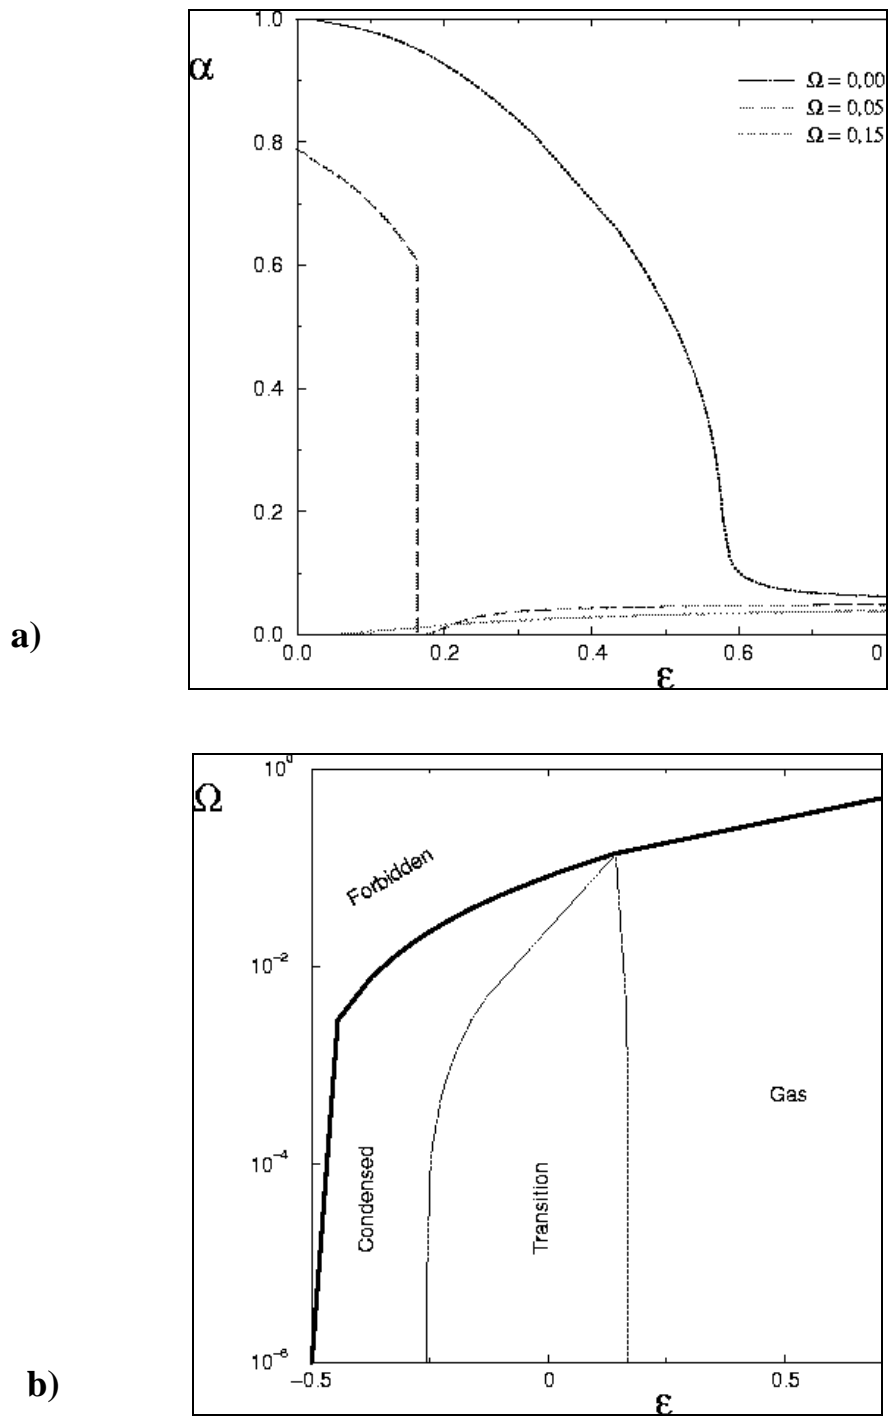 1.0
α
Ω = 0,00
Ω = 0,05
Ω = 0,15
0.8
0.6
0.4
0.2
0.0
a)
0.0 0.2 0.4 0.6 0
ε
10⁰
Ω
Forbidden
10⁻²
Gas
10⁻⁴
Condensed
Transition
10⁻⁶
b)
−0.5 0 0.5
ε